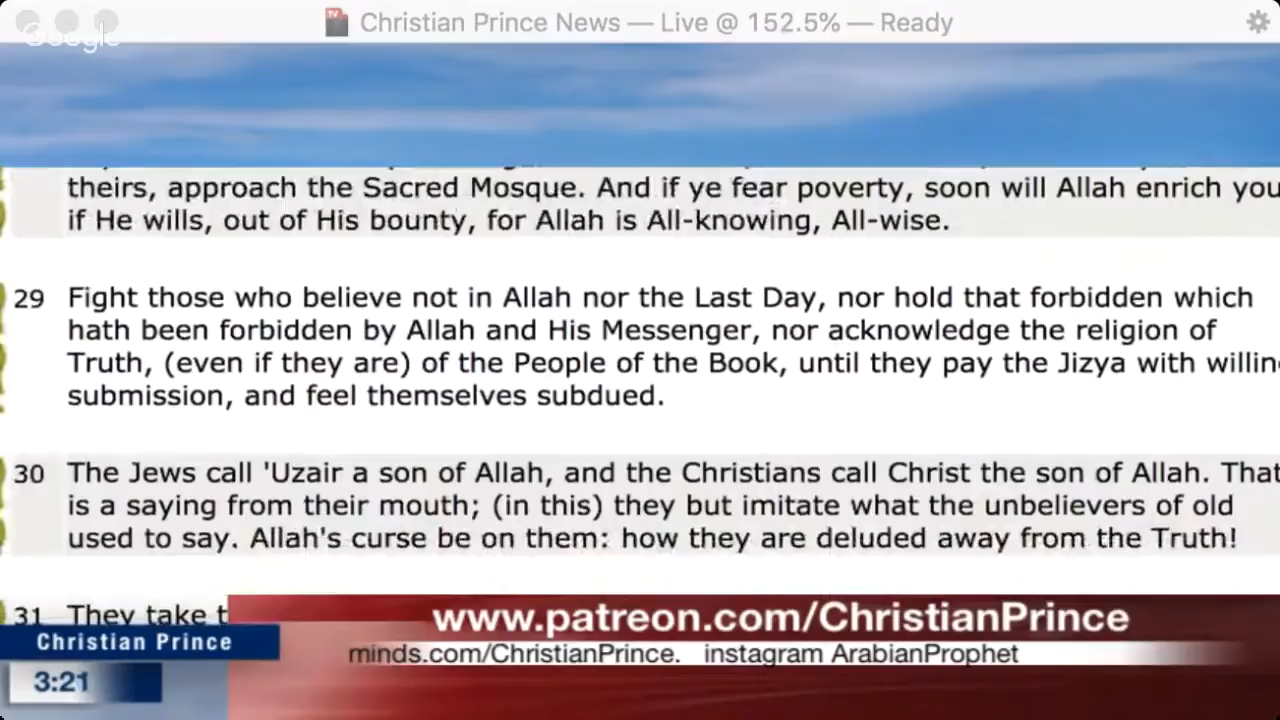 Christian Prince News — Live @ 152.5% — Ready
Google
theirs, approach the Sacred Mosque. And if ye fear poverty, soon will Allah enrich you
if He wills, out of His bounty, for Allah is All-knowing, All-wise.
29 Fight those who believe not in Allah nor the Last Day, nor hold that forbidden which
hath been forbidden by Allah and His Messenger, nor acknowledge the religion of
Truth, (even if they are) of the People of the Book, until they pay the Jizya with willin
submission, and feel themselves subdued.
30 The Jews call 'Uzair a son of Allah, and the Christians call Christ the son of Allah. That
is a saying from their mouth; (in this) they but imitate what the unbelievers of old
used to say. Allah's curse be on them: how they are deluded away from the Truth!
31 They take t
www.patreon.com/ChristianPrince
Christian Prince
minds.com/ChristianPrince. instagram ArabianProphet
3:21